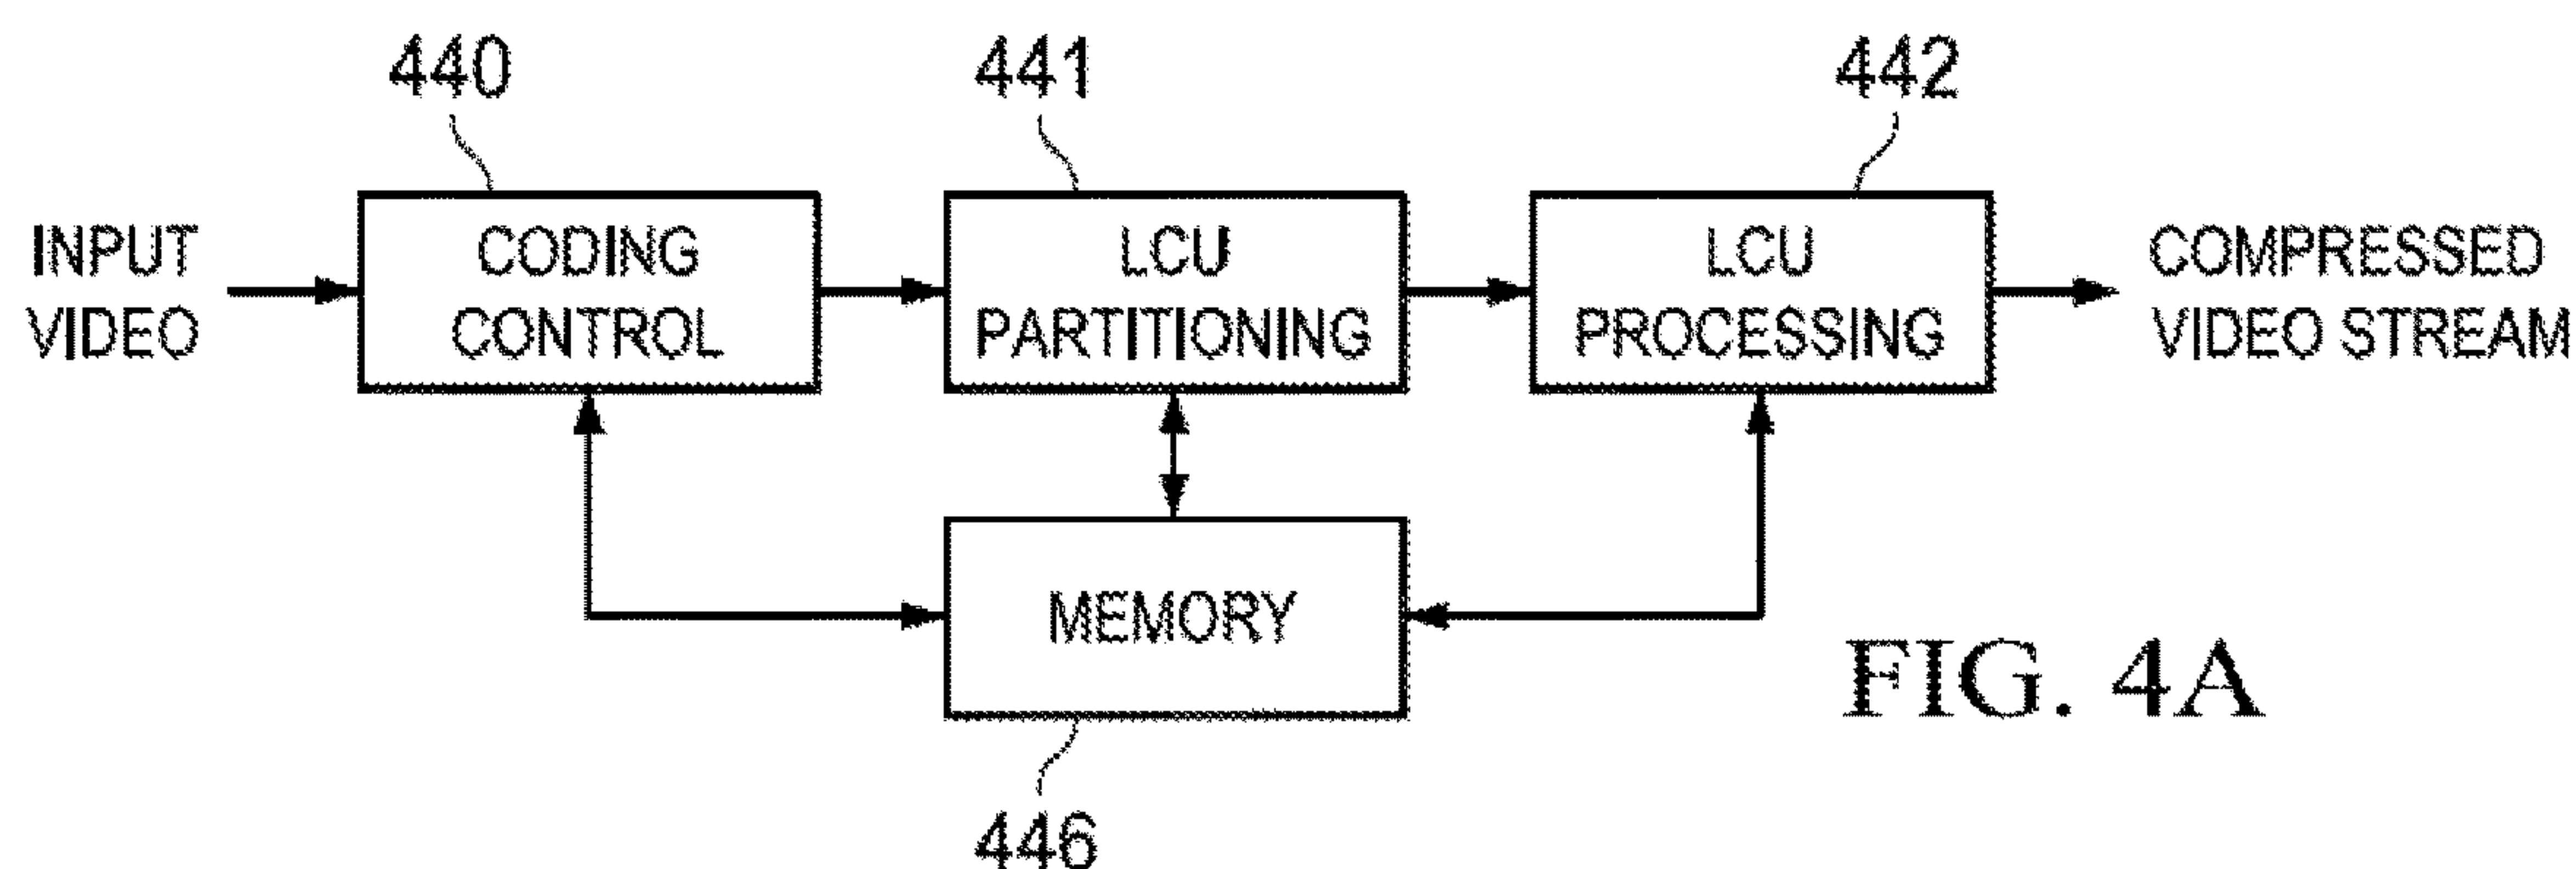 440
441
442
INPUT
VIDEO
CODING
CONTROL
LCU
PARTITIONING
LCU
PROCESSING
COMPRESSED
VIDEO STREAM
MEMORY
FIG. 4A
446